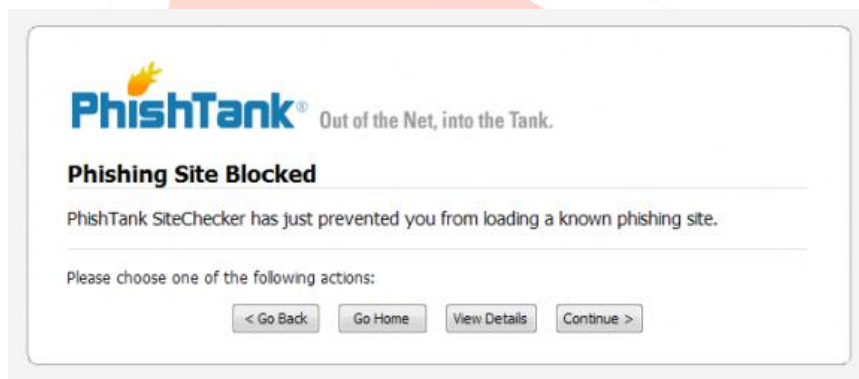 PhishTank® Out of the Net, into the Tank.
Phishing Site Blocked
PhishTank SiteChecker has just prevented you from loading a known phishing site.
Please choose one of the following actions:
< Go Back Go Home View Details Continue >